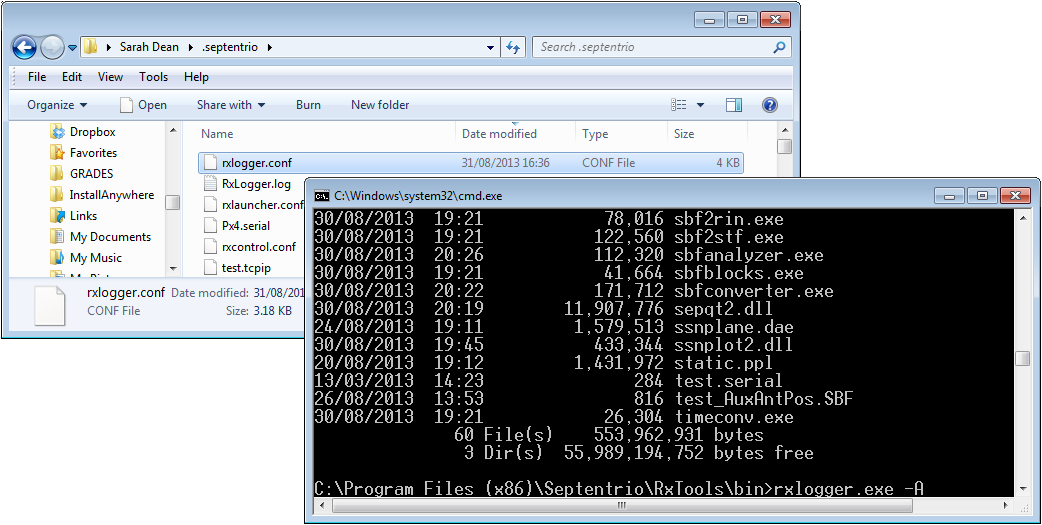 Sarah Dean .septentrio
Search .septentrio
File Edit View Tools Help
Organize Open Share with Burn New folder
Dropbox
Favorites
GRADES
InstallAnywhere
Links
My Documents
My Music
Name Date modified Type Size
rxlogger.conf 31/08/2013 16:36 CONF File 4 KB
RxLogger.log
rxlauncher.conf
Px4.serial
rxcontrol.conf
test.tcpip
rxlogger.conf Date modified: 31/08/201
CONF File Size: 3.18 KB
C:\Windows\system32\cmd.exe
30/08/2013 19:21 78,016 sbf2rin.exe
30/08/2013 19:21 122,560 sbf2stf.exe
30/08/2013 20:26 112,320 sbfanalyzer.exe
30/08/2013 19:21 41,664 sbfblocks.exe
30/08/2013 20:22 171,712 sbfconverter.exe
30/08/2013 20:19 11,907,776 sepqt2.dll
24/08/2013 19:11 1,579,513 ssnplane.dae
30/08/2013 19:45 433,344 ssnplot2.dll
20/08/2013 19:12 1,431,972 static.ppl
13/03/2013 14:23 284 test.serial
26/08/2013 13:53 816 test_AuxAntPos.SBF
30/08/2013 19:21 26,304 timeconv.exe
60 File(s) 553,962,931 bytes
3 Dir(s) 55,989,194,752 bytes free
C:\Program Files (x86)\Septentrio\RxTools\bin>rxlogger.exe -A